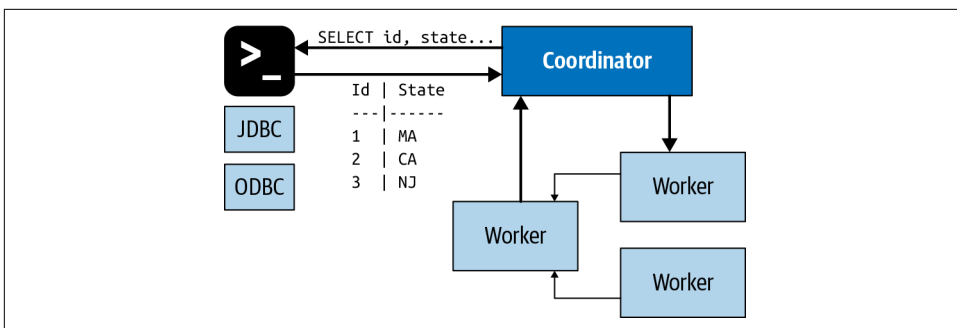 SELECT id, state...
>_
Coordinator
Id | State
---|------
1 | MA
2 | CA
3 | NJ
JDBC
ODBC
Worker
Worker
Worker